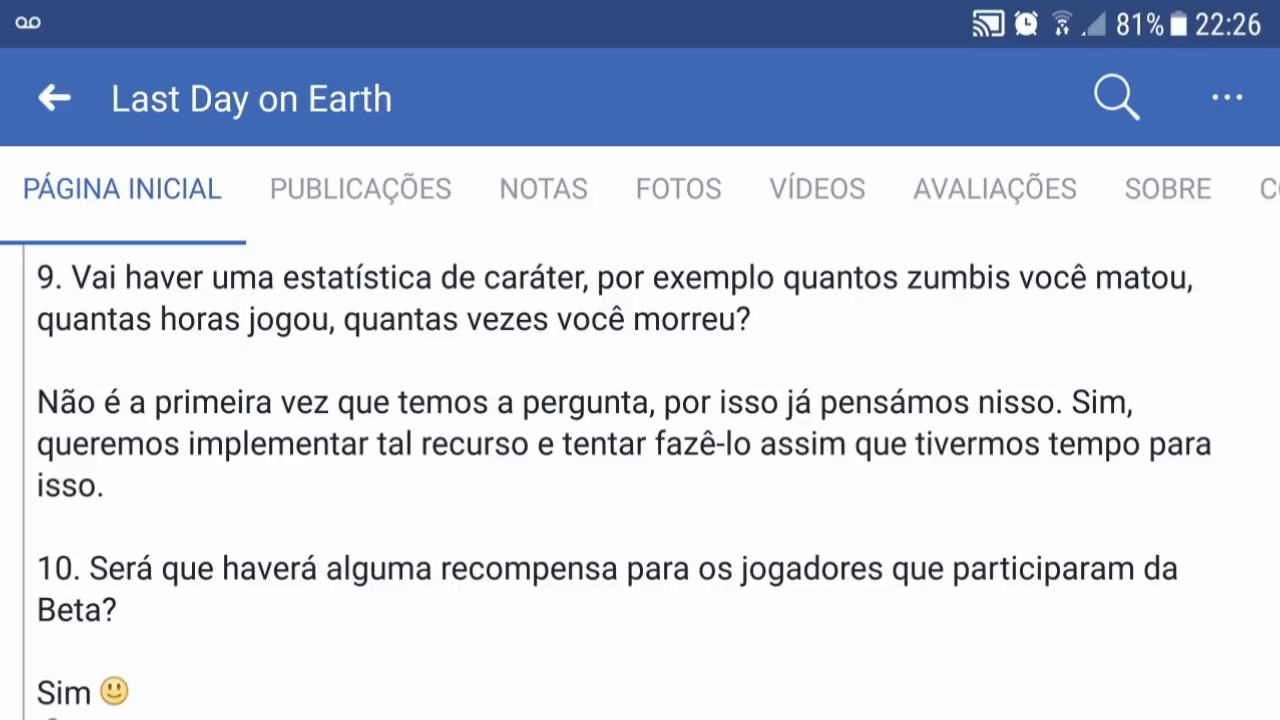 81% 22:26
Last Day on Earth
PÁGINA INICIAL PUBLICAÇÕES NOTAS FOTOS VÍDEOS AVALIAÇÕES SOBRE
9. Vai haver uma estatística de caráter, por exemplo quantos zumbis você matou,
quantas horas jogou, quantas vezes você morreu?
Não é a primeira vez que temos a pergunta, por isso já pensámos nisso. Sim,
queremos implementar tal recurso e tentar fazê-lo assim que tivermos tempo para
isso.
10. Será que haverá alguma recompensa para os jogadores que participaram da
Beta?
Sim 🙂